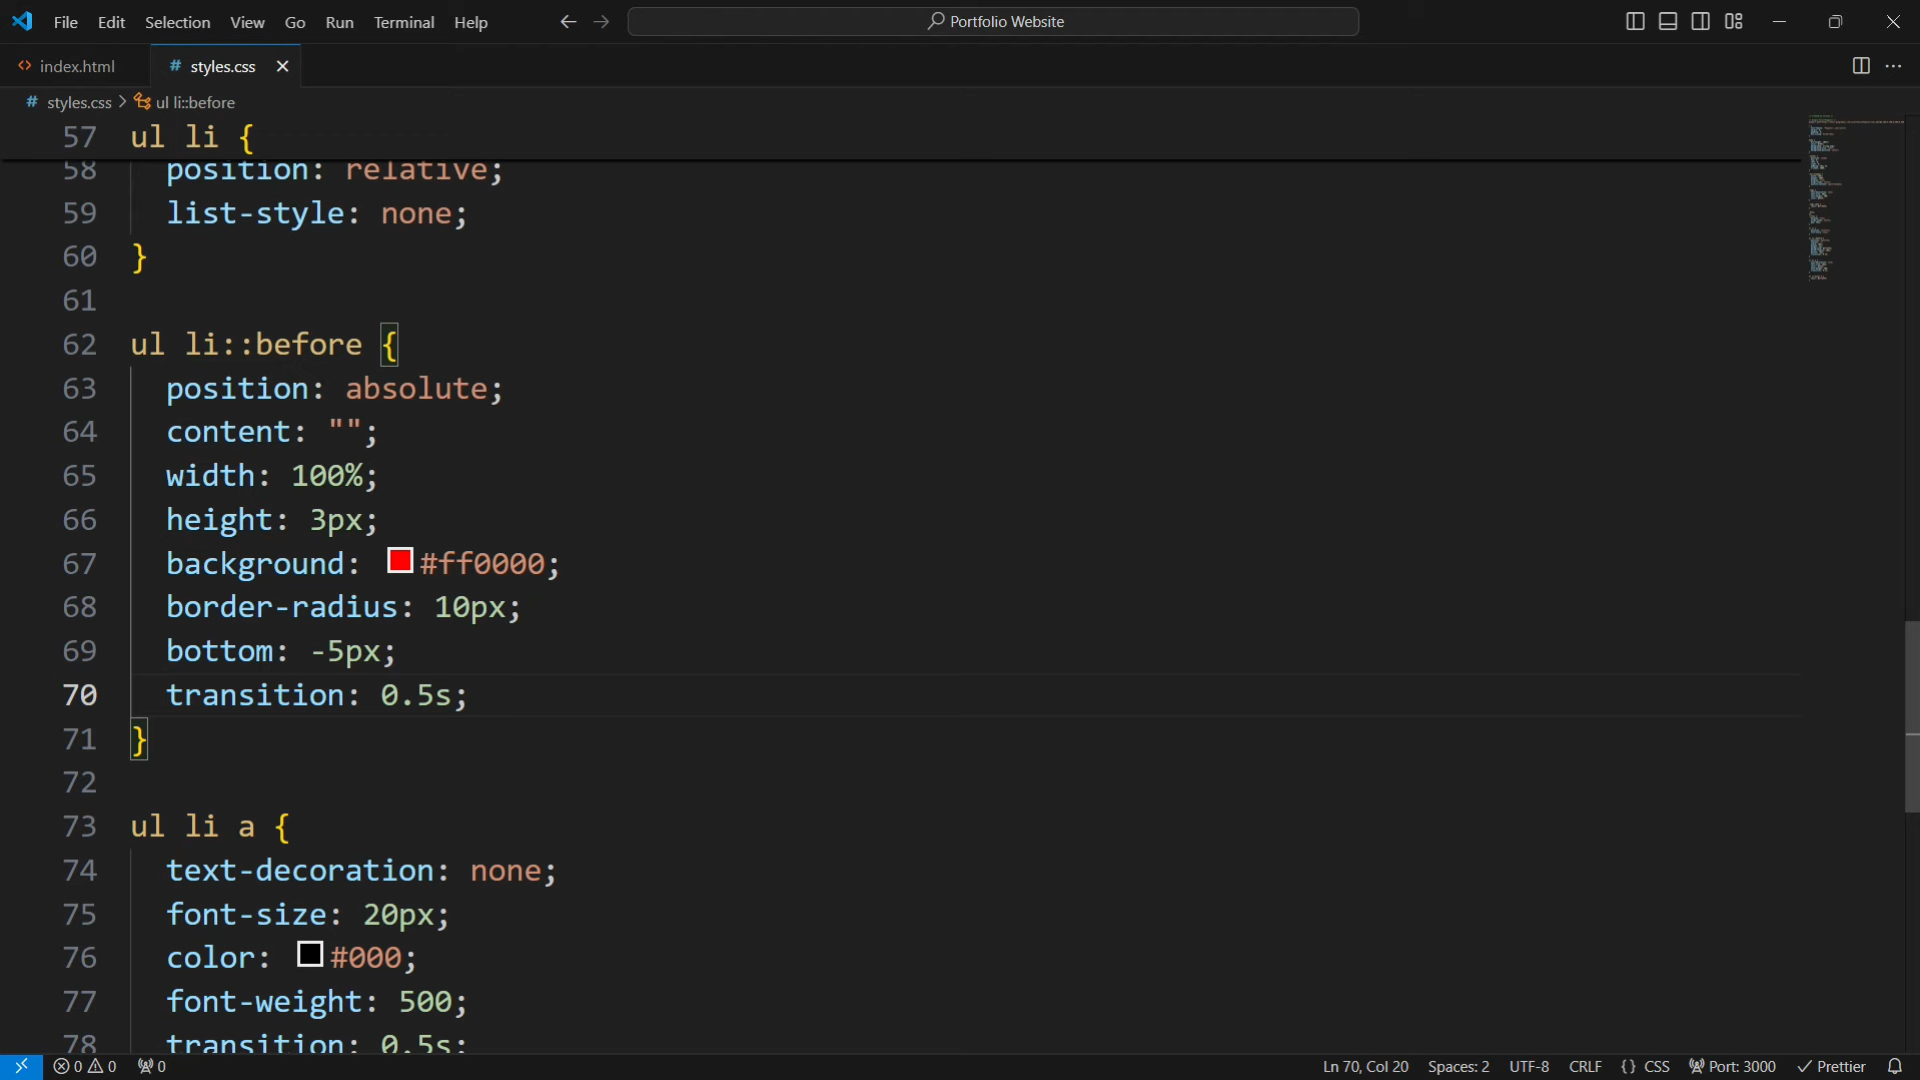 File Edit Selection View Go Run Terminal Help
Portfolio Website
index.html
styles.css
styles.css > ul li::before
57 ul li {
58 position: relative;
59 list-style: none;
60 }
61
62 ul li::before {
63 position: absolute;
64 content: "";
65 width: 100%;
66 height: 3px;
67 background: #ff0000;
68 border-radius: 10px;
69 bottom: -5px;
70 transition: 0.5s;
71 }
72
73 ul li a {
74 text-decoration: none;
75 font-size: 20px;
76 color: #000;
77 font-weight: 500;
78 transition: 0.5s;
0 0 0 Ln 70, Col 20 Spaces: 2 UTF-8 CRLF {} CSS Port: 3000 Prettier